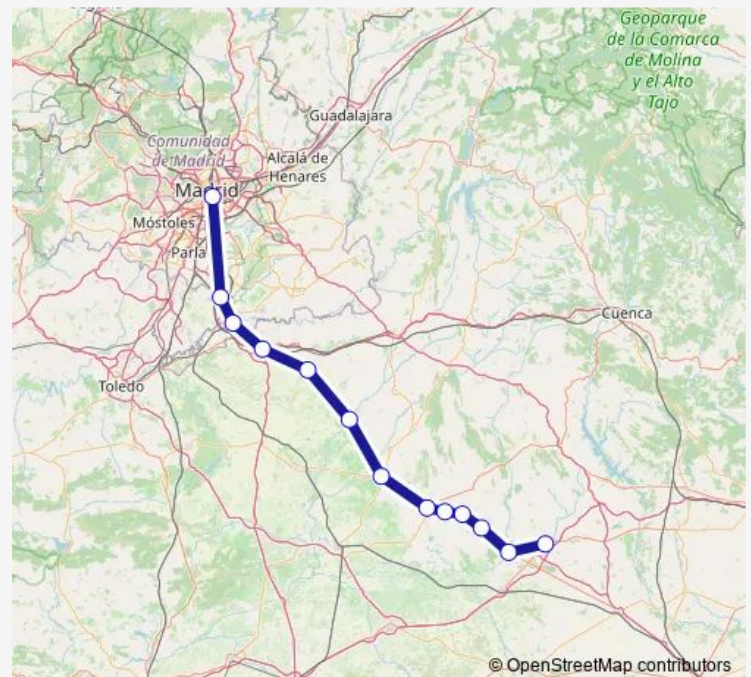 Geoparque
de la Comarca
de Molina
y el Alto
Tajo
Guadalajara
Comunidad
de Madrid
Alcalá de
Henares
Madrid
Móstoles
Parla
Cuenca
Toledo
© OpenStreetMap contributors